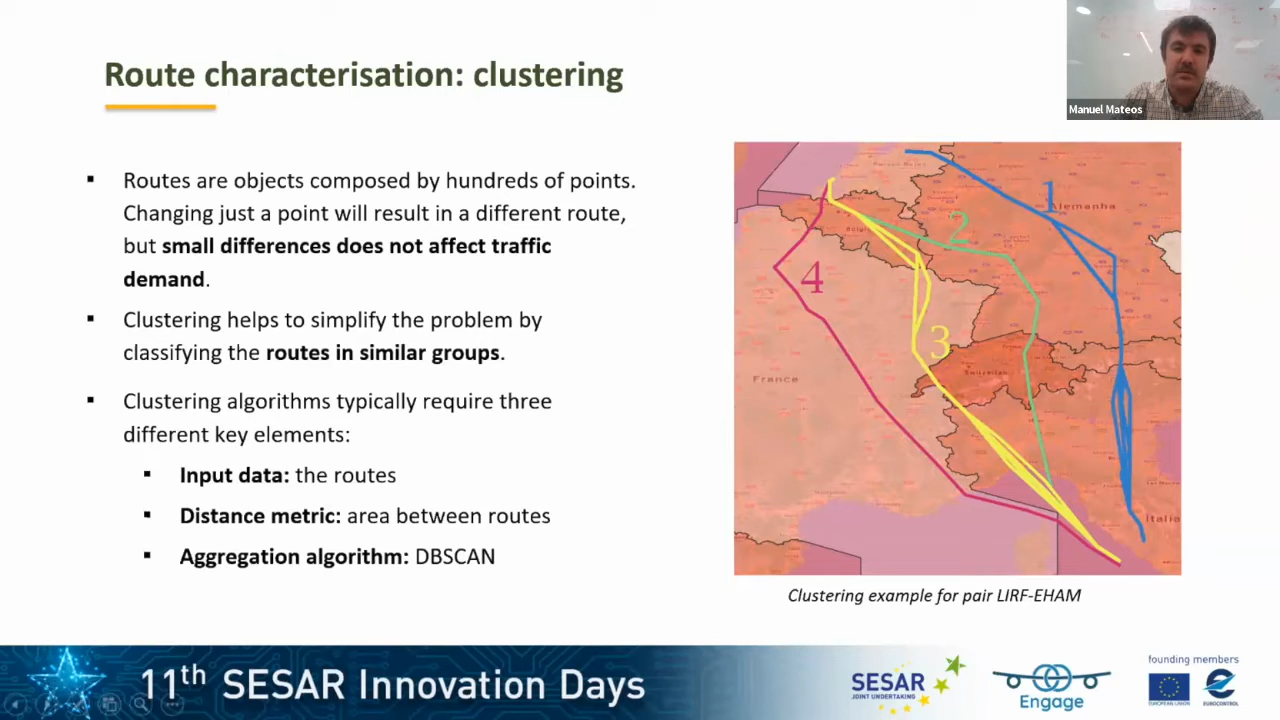 Route characterisation: clustering
Manuel Mateos
▪ Routes are objects composed by hundreds of points.
Changing just a point will result in a different route,
but small differences does not affect traffic
demand.
▪ Clustering helps to simplify the problem by
classifying the routes in similar groups.
▪ Clustering algorithms typically require three
different key elements:
▪ Input data: the routes
▪ Distance metric: area between routes
▪ Aggregation algorithm: DBSCAN
1
Alemanha
2
4
3
France
Italia
Clustering example for pair LIRF-EHAM
11th SESAR Innovation Days
SESAR
JOINT UNDERTAKING
Engage
founding members
EUROPEAN UNION
EUROCONTROL